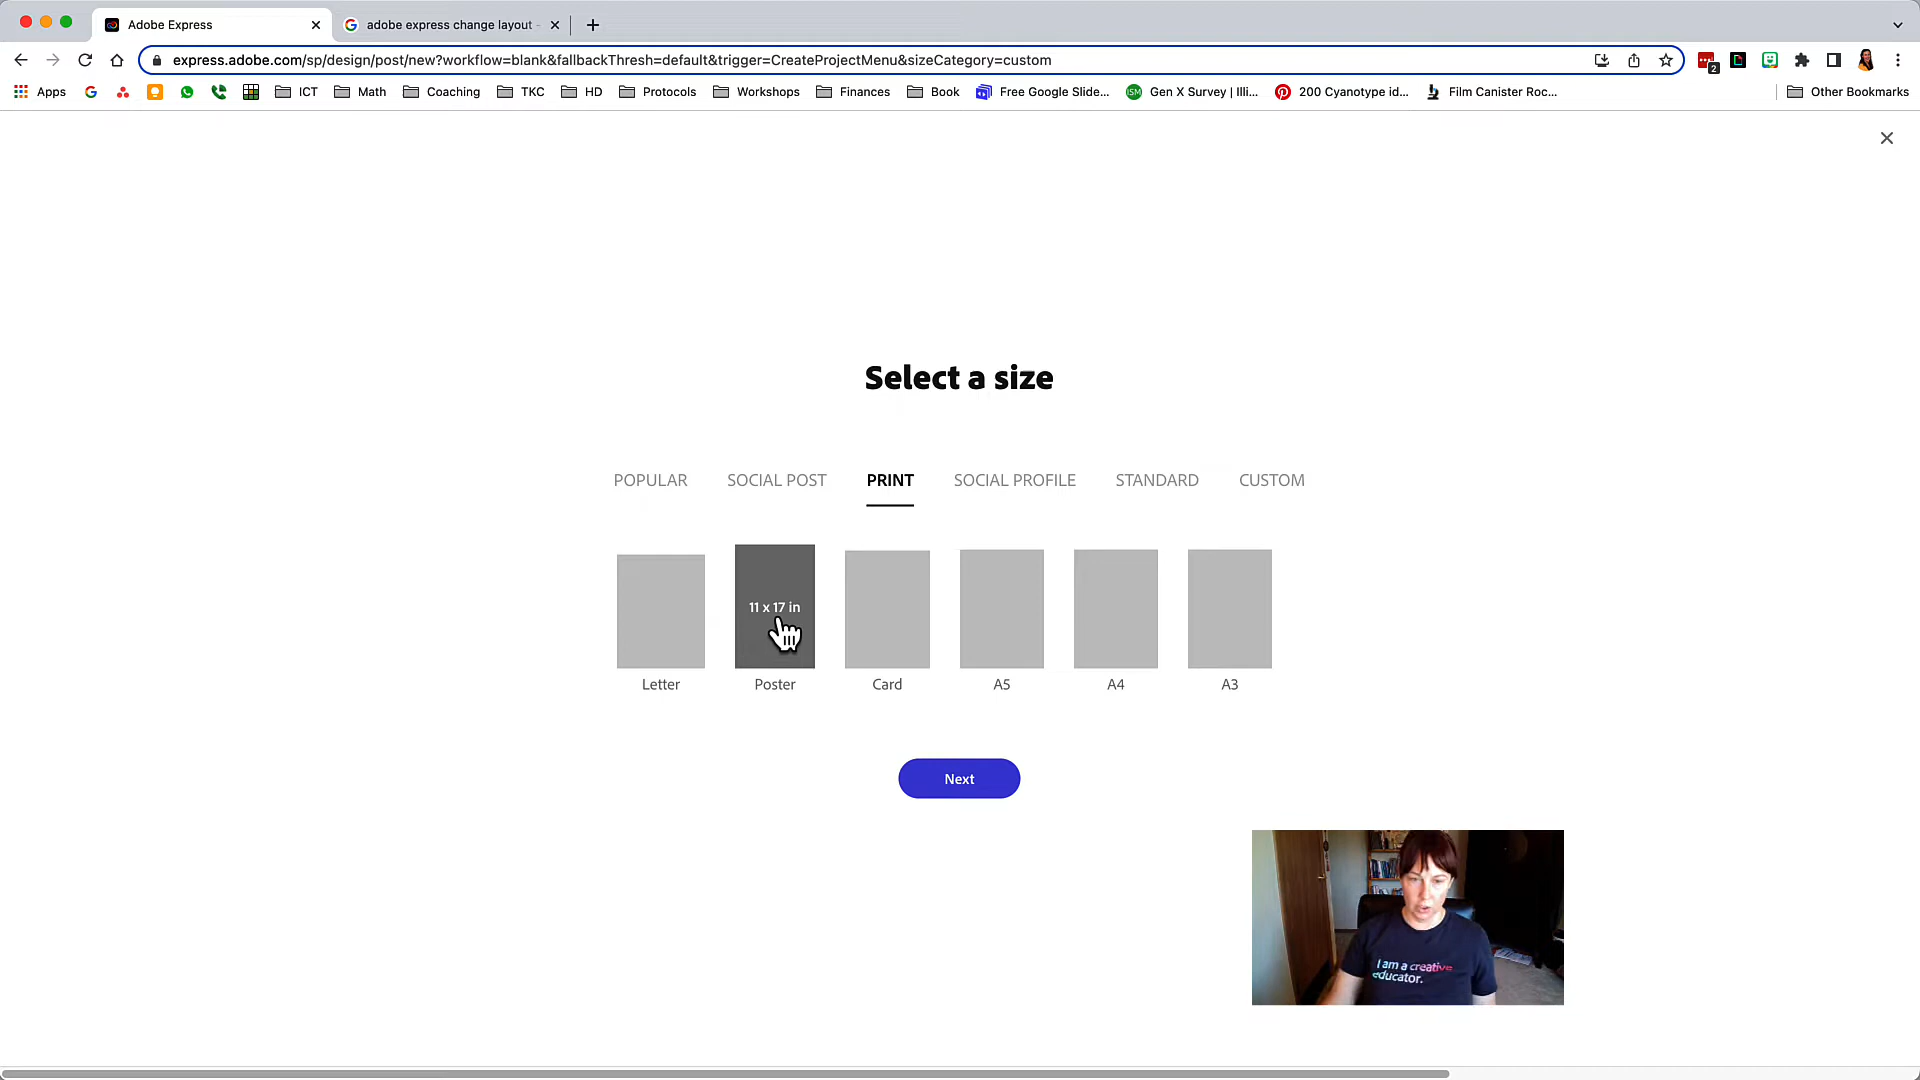 Adobe Express
adobe express change layout -
express.adobe.com/sp/design/post/new?workflow=blank&fallbackThresh=default&trigger=CreateProjectMenu&sizeCategory=custom
2
Apps
ICT
Math
Coaching
TKC
HD
Protocols
Workshops
Finances
Book
Free Google Slide...
Gen X Survey | Illi...
200 Cyanotype id...
Film Canister Roc...
Other Bookmarks
Select a size
POPULAR SOCIAL POST PRINT SOCIAL PROFILE STANDARD CUSTOM
11 x 17 in
Letter Poster Card A5 A4 A3
Next
I am a creative
educator.